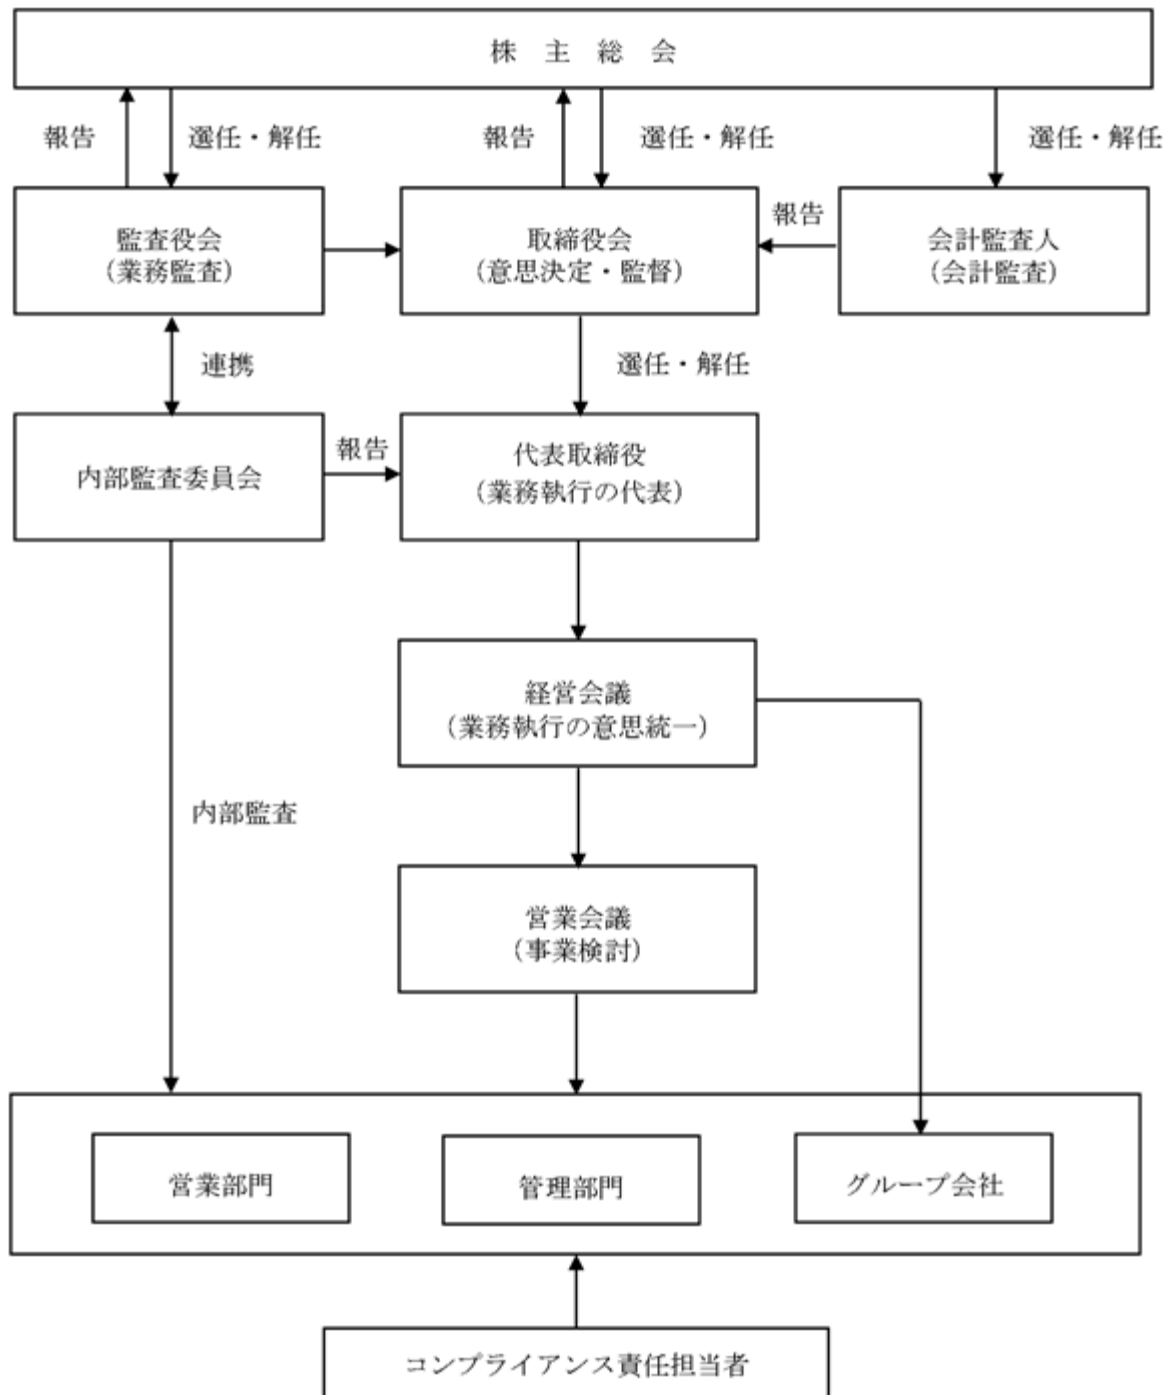 株 主 総 会
報告
選任・解任
報告
選任・解任
選任・解任
監査役会
（業務監査）
取締役会
（意思決定・監督）
報告
会計監査人
（会計監査）
連携
選任・解任
内部監査委員会
報告
代表取締役
（業務執行の代表）
経営会議
（業務執行の意思統一）
内部監査
営業会議
（事業検討）
営業部門
管理部門
グループ会社
コンプライアンス責任担当者